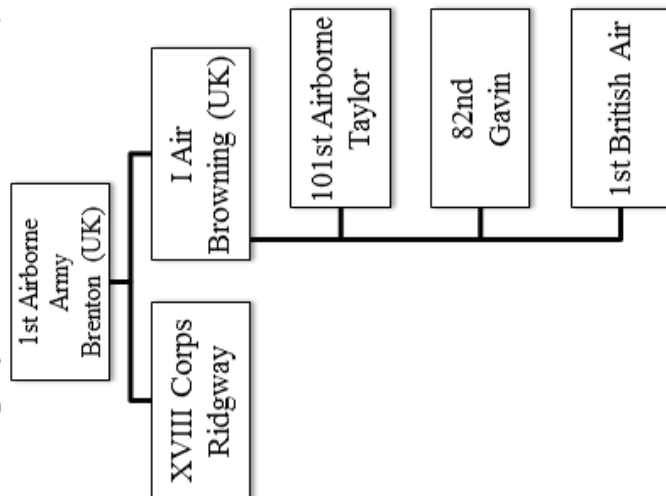 1st Airborne
Army
Brenton (UK)
XVIII Corps
Ridgway
I Air
Browning (UK)
101st Airborne
Taylor
82nd
Gavin
1st British Air